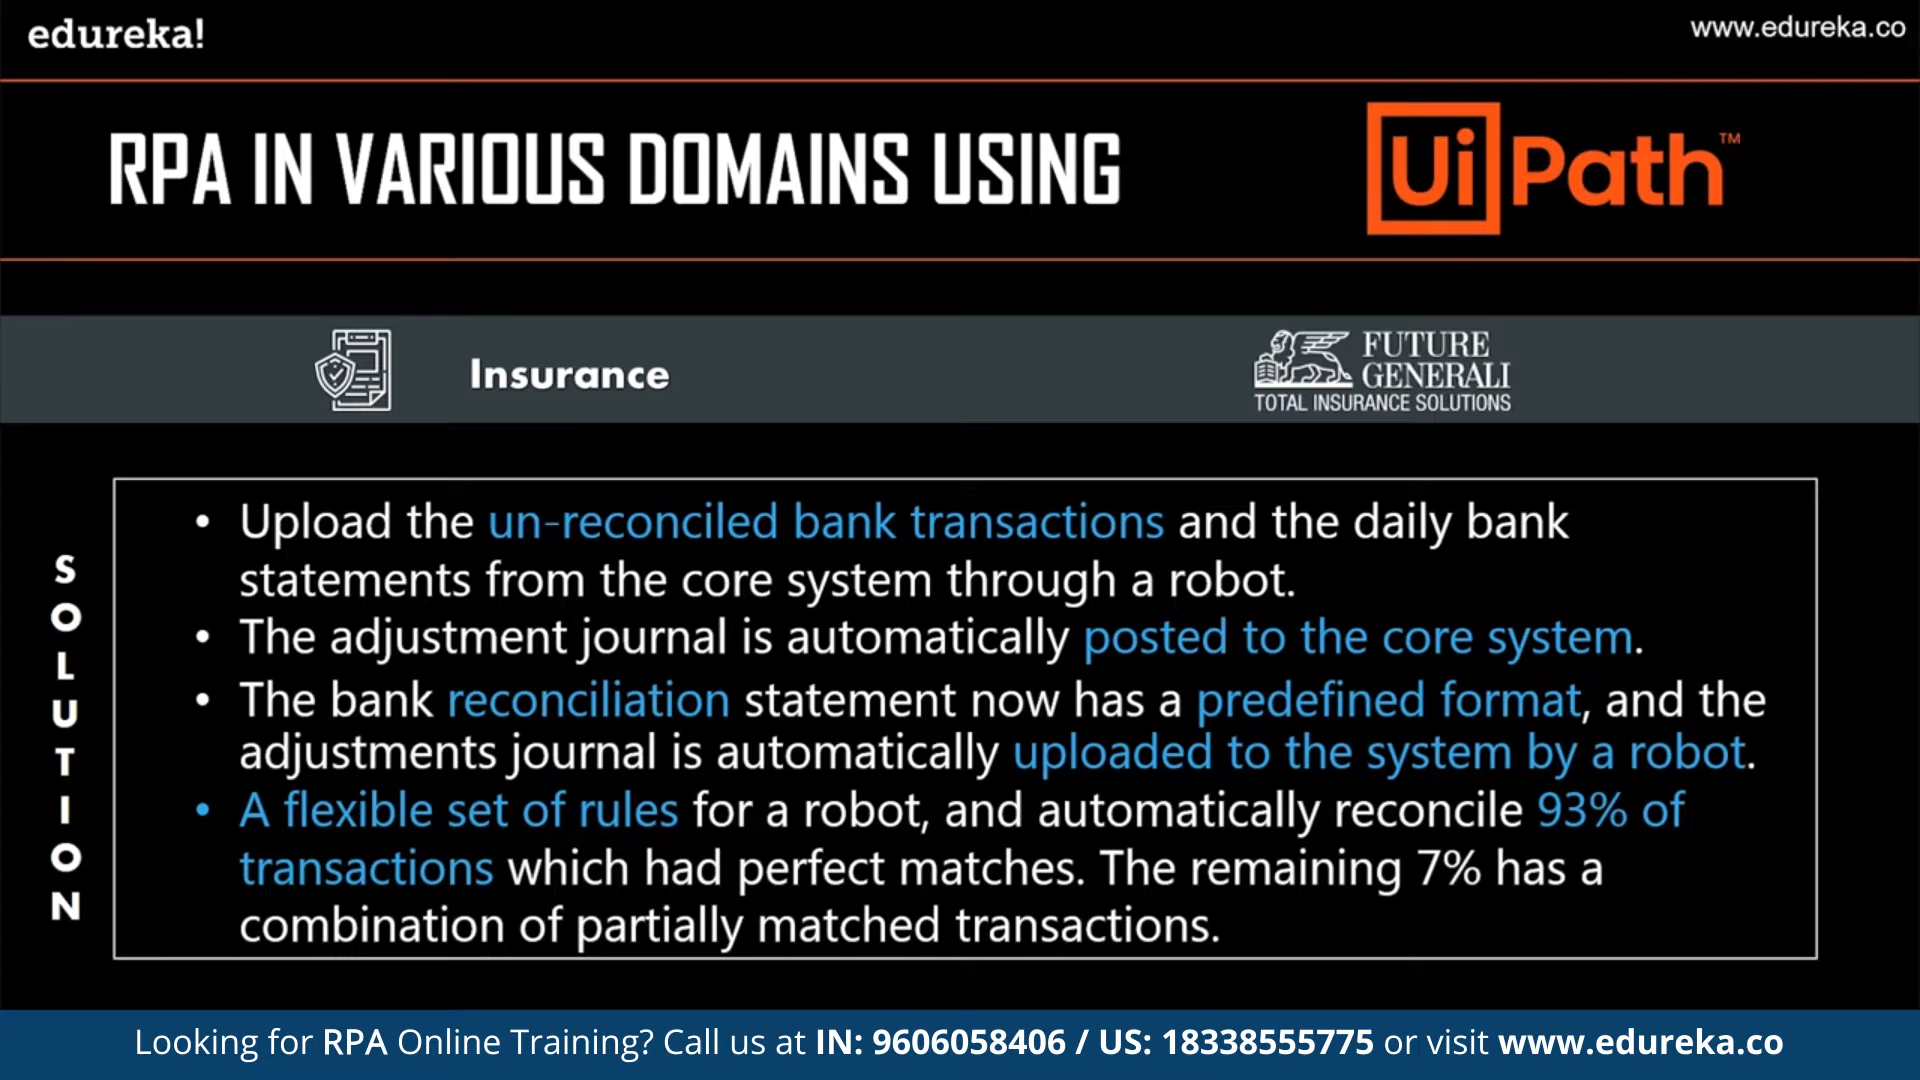 edureka!
www.edureka.co
RPA IN VARIOUS DOMAINS USING
UiPath™
Insurance
FUTURE
GENERALI
TOTAL INSURANCE SOLUTIONS
SOLUTION
• Upload the un-reconciled bank transactions and the daily bank
statements from the core system through a robot.
• The adjustment journal is automatically posted to the core system.
• The bank reconciliation statement now has a predefined format, and the
adjustments journal is automatically uploaded to the system by a robot.
• A flexible set of rules for a robot, and automatically reconcile 93% of
transactions which had perfect matches. The remaining 7% has a
combination of partially matched transactions.
Looking for RPA Online Training? Call us at IN: 9606058406 / US: 18338555775 or visit www.edureka.co